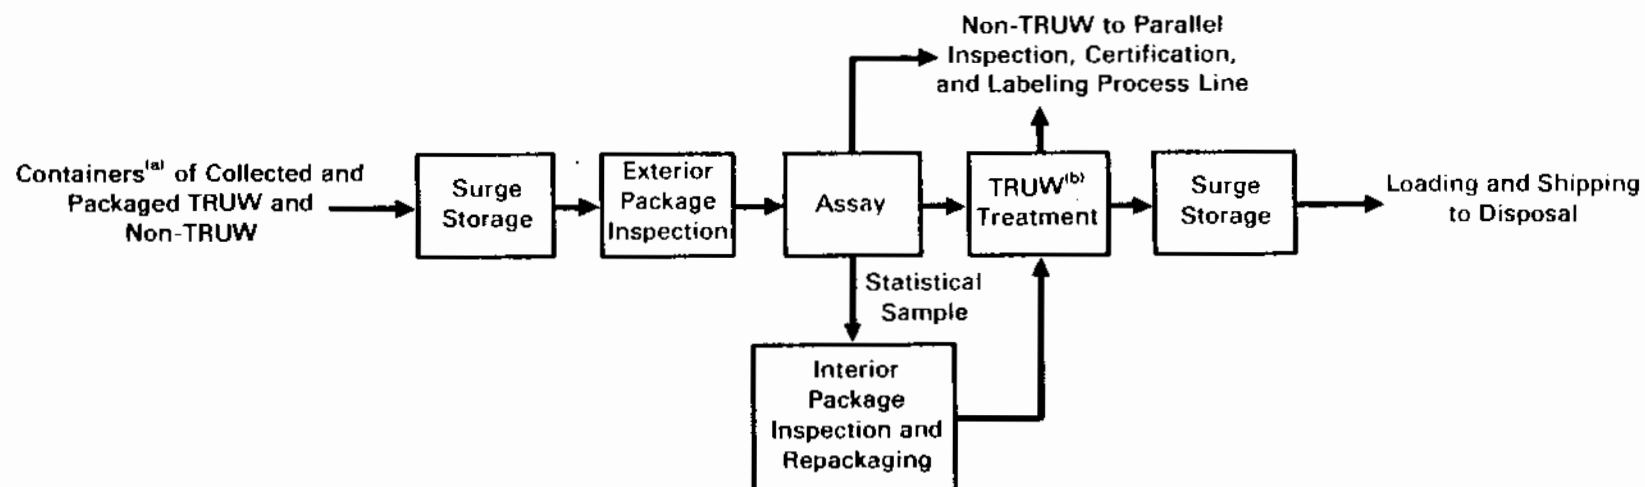 Non-TRUW to Parallel
Inspection, Certification,
and Labeling Process Line
Containers(a) of Collected and
Packaged TRUW and
Non-TRUW
Surge
Storage
Exterior
Package
Inspection
Assay
TRUW(b)
Treatment
Surge
Storage
Loading and Shipping
to Disposal
Statistical
Sample
Interior
Package
Inspection and
Repackaging